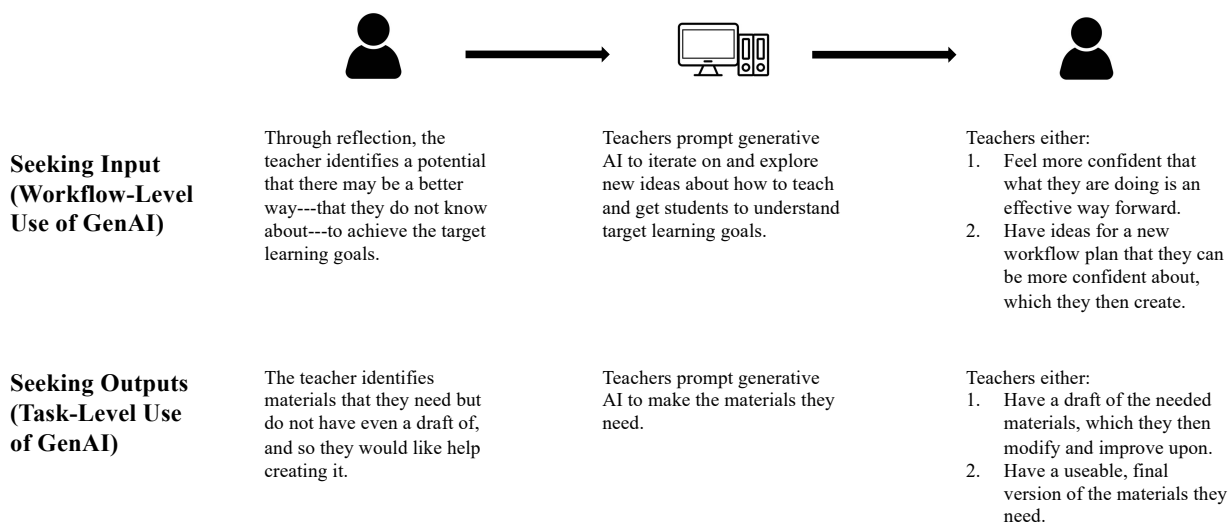 Seeking Input
(Workflow-Level
Use of GenAI)
Through reflection, the
teacher identifies a potential
that there may be a better
way---that they do not know
about---to achieve the target
learning goals.
Teachers prompt generative
AI to iterate on and explore
new ideas about how to teach
and get students to understand
target learning goals.
Teachers either:
1. Feel more confident that
what they are doing is an
effective way forward.
2. Have ideas for a new
workflow plan that they can
be more confident about,
which they then create.
Seeking Outputs
(Task-Level Use
of GenAI)
The teacher identifies
materials that they need but
do not have even a draft of,
and so they would like help
creating it.
Teachers prompt generative
AI to make the materials they
need.
Teachers either:
1. Have a draft of the needed
materials, which they then
modify and improve upon.
2. Have a useable, final
version of the materials they
need.